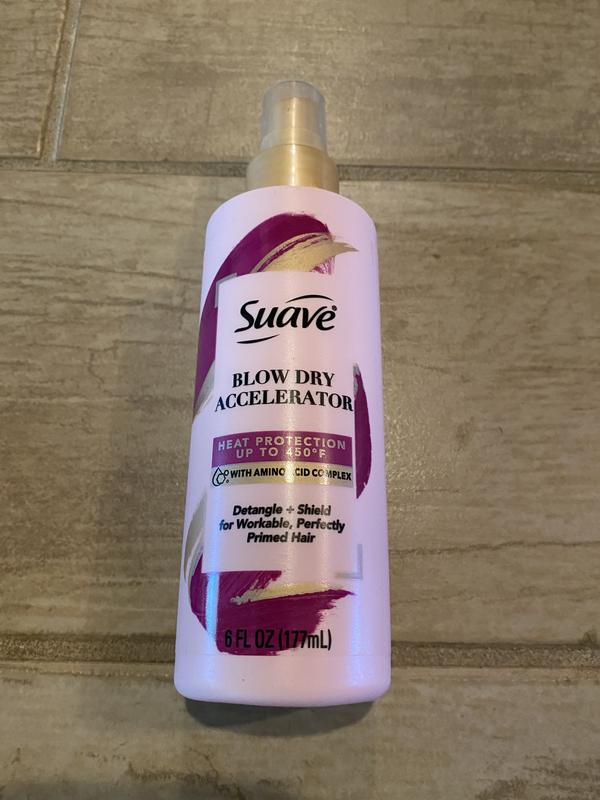 Suave®
BLOW DRY
ACCELERATOR
HEAT PROTECTION
UP TO 450°F
WITH AMINO ACID COMPLEX
Detangle + Shield
for Workable, Perfectly
Primed Hair
6 FL OZ (177mL)